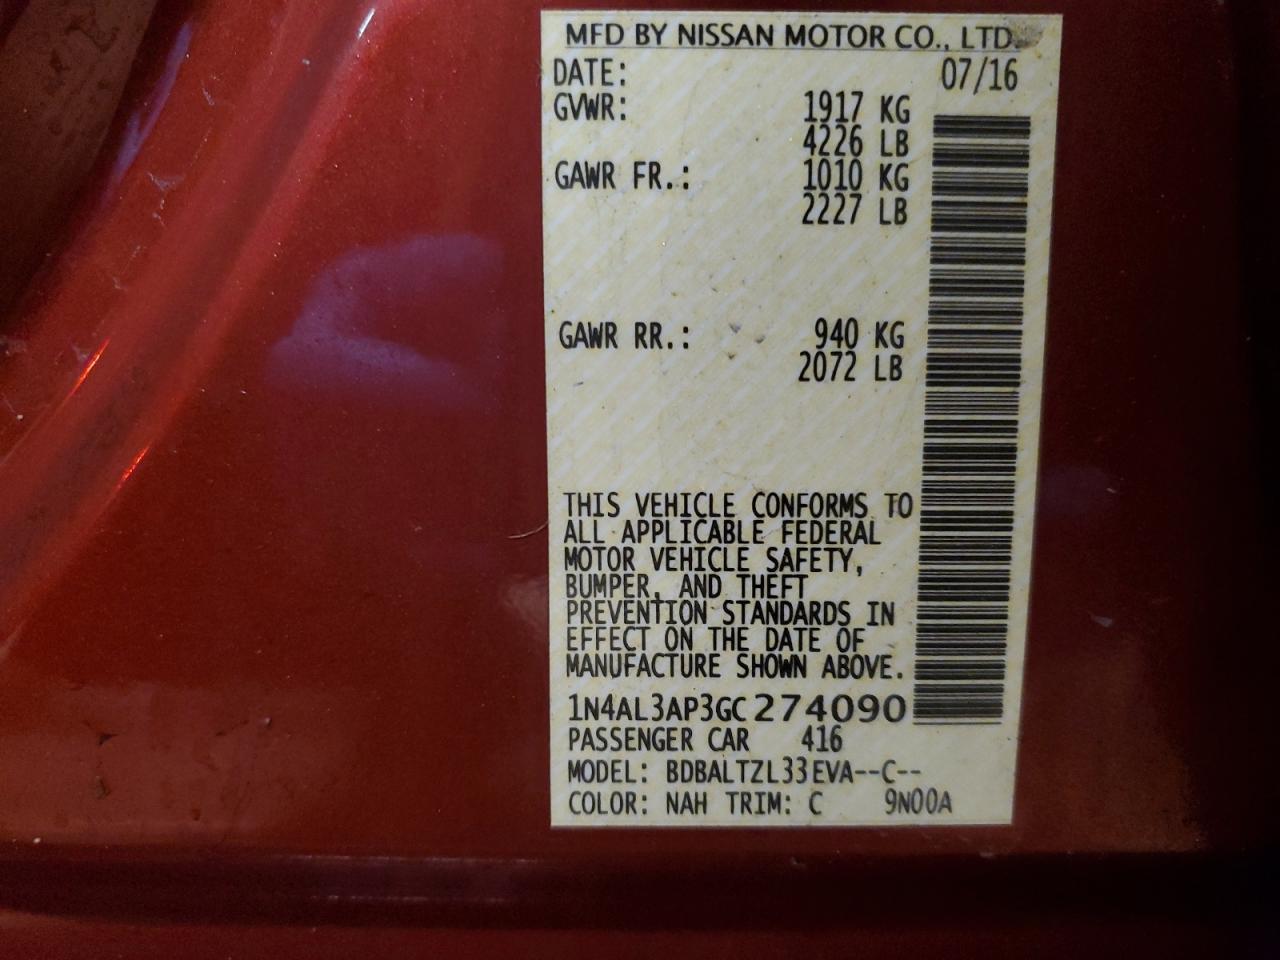 MFD BY NISSAN MOTOR CO., LTD.
DATE: 07/16
GVWR: 1917 KG
4226 LB
GAWR FR.: 1010 KG
2227 LB
GAWR RR.: 940 KG
2072 LB
THIS VEHICLE CONFORMS TO
ALL APPLICABLE FEDERAL
MOTOR VEHICLE SAFETY,
BUMPER, AND THEFT
PREVENTION STANDARDS IN
EFFECT ON THE DATE OF
MANUFACTURE SHOWN ABOVE.
1N4AL3AP3GC274090
PASSENGER CAR 416
MODEL: BDBALTZL33EVA--C--
COLOR: NAH TRIM: C 9N00A